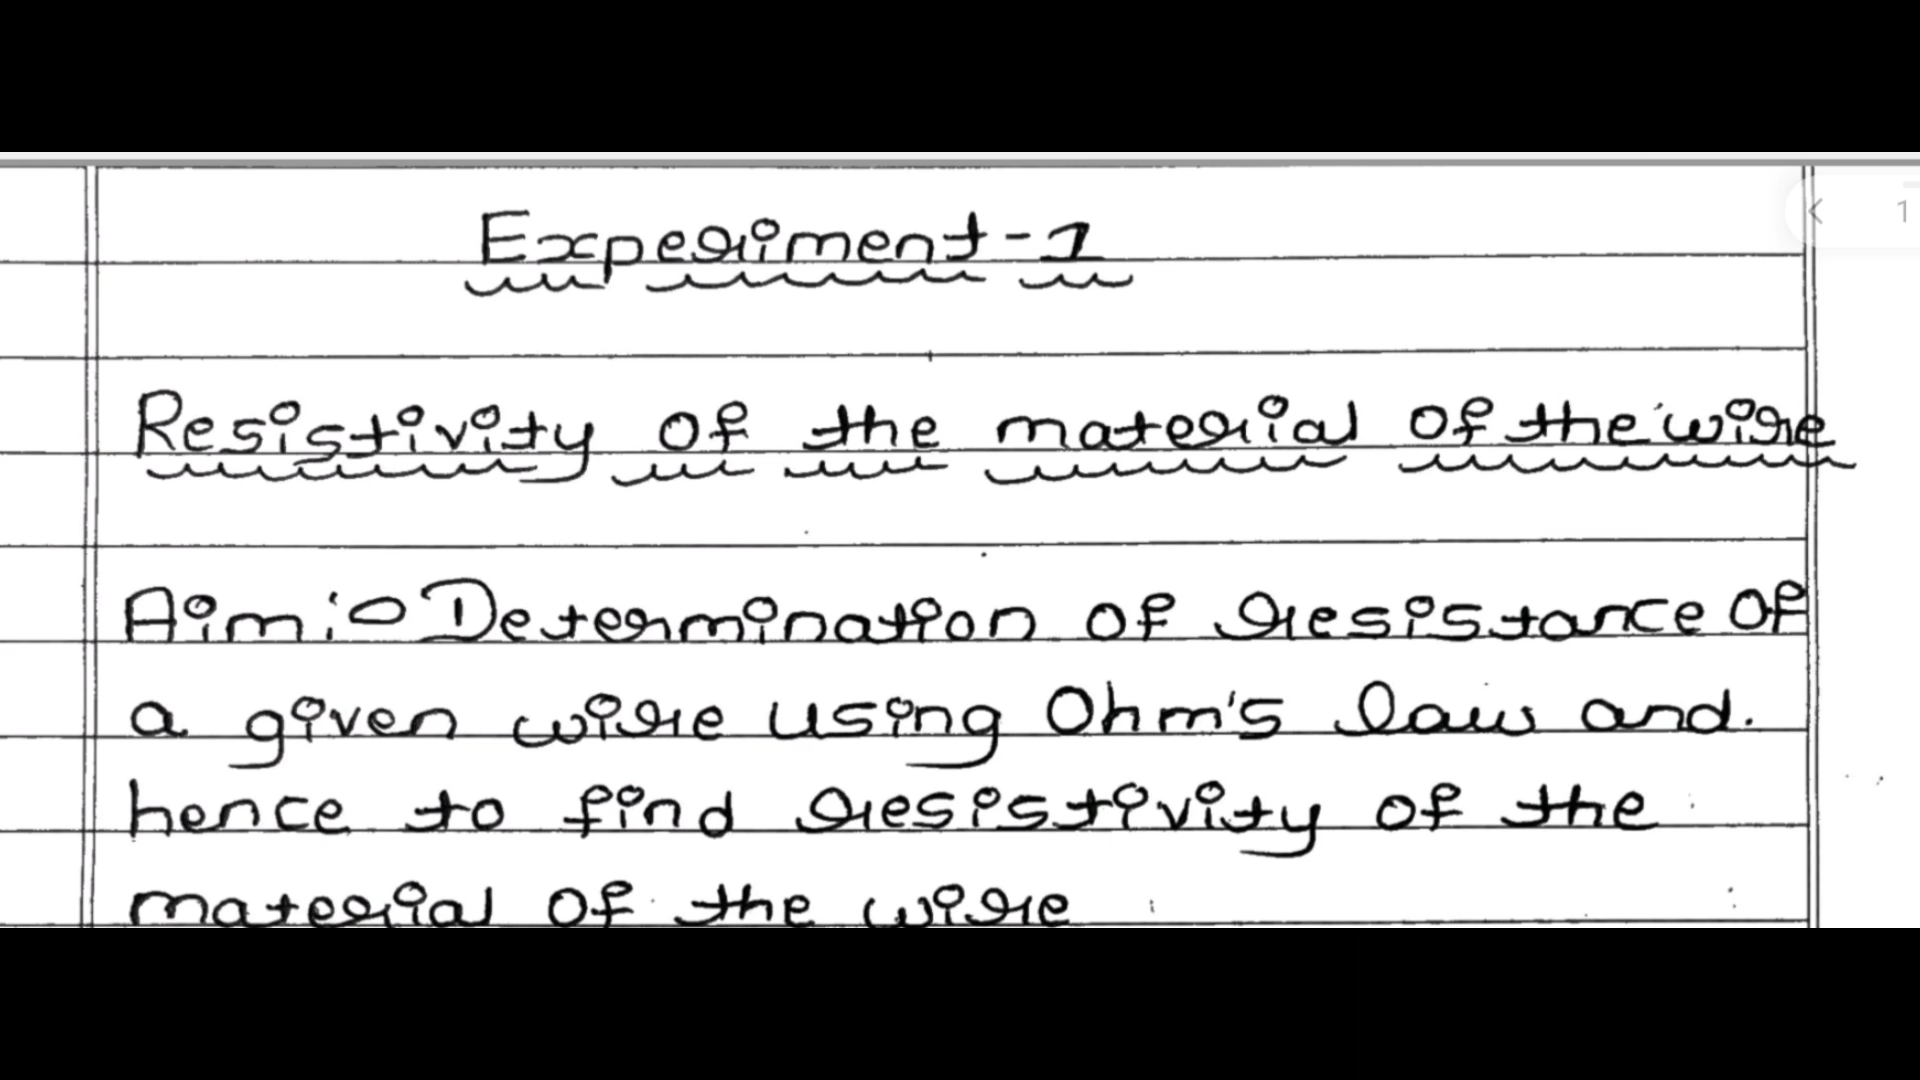 Experiment-1
Resistivity of the material of the wire
Aim:- Determination of resistance of
a given wire using Ohm's law and.
hence to find resistivity of the
material of the wire
1